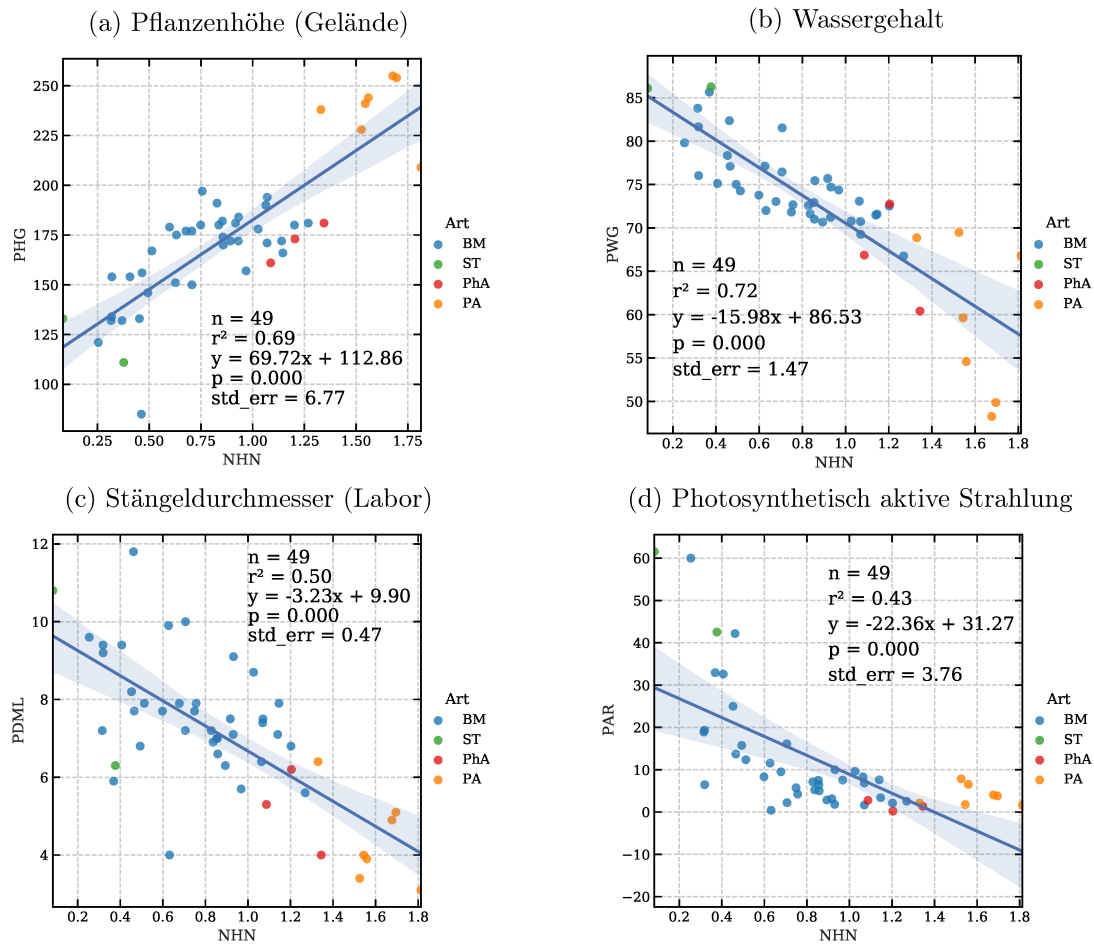 (a) Pflanzenhöhe (Gelände)
250
225
200
175
150
125
100
PHG
0.25 0.50 0.75 1.00 1.25 1.50 1.75
NHN
n = 49
r² = 0.69
y = 69.72x + 112.86
p = 0.000
std_err = 6.77
Art
BM
ST
PhA
PA
(b) Wassergehalt
85
80
75
70
65
60
55
50
PWG
0.2 0.4 0.6 0.8 1.0 1.2 1.4 1.6 1.8
NHN
n = 49
r² = 0.72
y = -15.98x + 86.53
p = 0.000
std_err = 1.47
Art
BM
ST
PhA
PA
(c) Stängeldurchmesser (Labor)
12
10
8
6
4
PDML
0.2 0.4 0.6 0.8 1.0 1.2 1.4 1.6 1.8
NHN
n = 49
r² = 0.50
y = -3.23x + 9.90
p = 0.000
std_err = 0.47
Art
BM
ST
PhA
PA
(d) Photosynthetisch aktive Strahlung
60
50
40
30
20
10
0
−10
−20
PAR
0.2 0.4 0.6 0.8 1.0 1.2 1.4 1.6 1.8
NHN
n = 49
r² = 0.43
y = -22.36x + 31.27
p = 0.000
std_err = 3.76
Art
BM
ST
PhA
PA